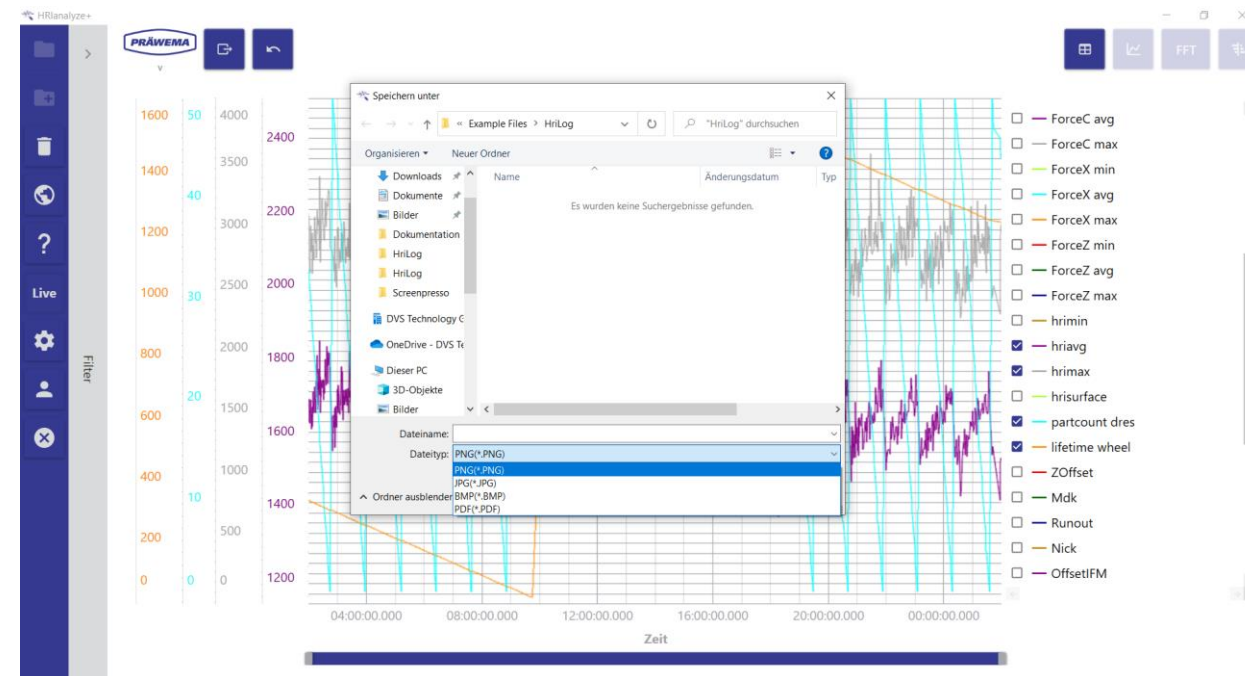 HRIanalyze+
PRÄWEMA
FFT
Live
Filter
1600 50 4000
2400
1400 3500
40 2200
1200 3000
1000 30 2500 2000
800 2000 1800
20 1500
600 1600
400 1000
10 1400
200 500
0 0 0 1200
04:00:00.000 08:00:00.000 12:00:00.000 16:00:00.000 20:00:00.000 00:00:00.000
Zeit
Speichern unter
« Example Files > HriLog
"HriLog" durchsuchen
Organisieren Neuer Ordner
Name Änderungsdatum Typ
Es wurden keine Suchergebnisse gefunden.
Downloads
Dokumente
Bilder
Dokumentation
HriLog
HriLog
Screenpresso
DVS Technology G
OneDrive - DVS Te
Dieser PC
3D-Objekte
Bilder
Dateiname:
Dateityp: PNG(*.PNG)
PNG(*.PNG)
JPG(*.JPG)
BMP(*.BMP)
PDF(*.PDF)
Ordner ausblenden
ForceC avg
ForceC max
ForceX min
ForceX avg
ForceX max
ForceZ min
ForceZ avg
ForceZ max
hrimin
hriavg
hrimax
hrisurface
partcount dres
lifetime wheel
ZOffset
Mdk
Runout
Nick
OffsetIFM